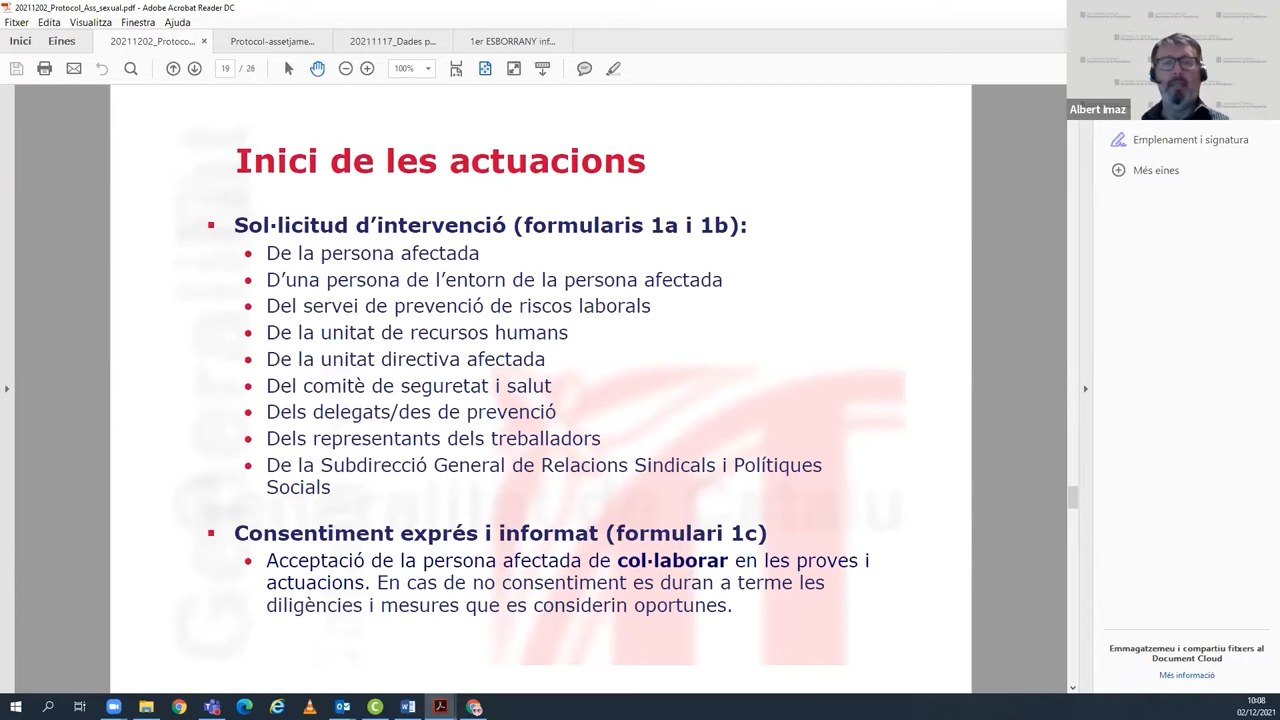 20211202_Protocol_Ass_sexual.pdf - Adobe Acrobat Reader DC
Fitxer Edita Visualitza Finestra Ajuda
Inici Eines 20211202_Protoco... × Protocol-assetjame... 20211117_Dades p... 1er ESBORRANY inf...
19 / 26 100%
Albert Imaz
Emplenament i signatura
Més eines
Inici de les actuacions
Sol·licitud d’intervenció (formularis 1a i 1b):
De la persona afectada
D’una persona de l’entorn de la persona afectada
Del servei de prevenció de riscos laborals
De la unitat de recursos humans
De la unitat directiva afectada
Del comitè de seguretat i salut
Dels delegats/des de prevenció
Dels representants dels treballadors
De la Subdirecció General de Relacions Sindicals i Polítiques
Socials
Consentiment exprés i informat (formulari 1c)
Acceptació de la persona afectada de col·laborar en les proves i
actuacions. En cas de no consentiment es duran a terme les
diligències i mesures que es considerin oportunes.
Emmagatzemeu i compartiu fitxers al
Document Cloud
Més informació
10:08
02/12/2021